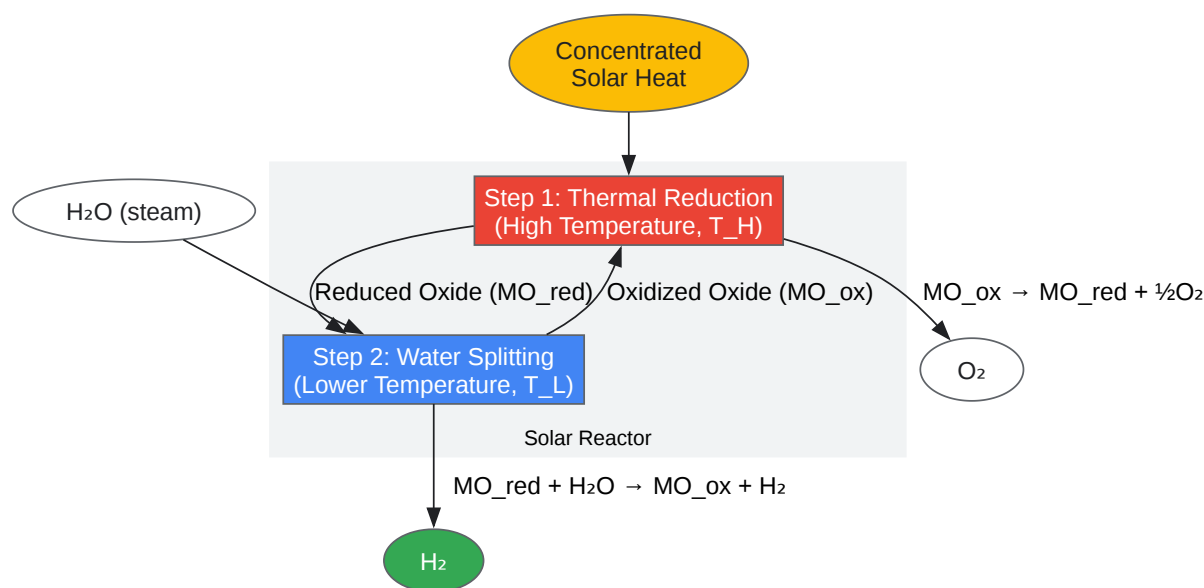 Concentrated
Solar Heat
Step 1: Thermal Reduction
(High Temperature, T_H)
H₂O (steam)
Reduced Oxide (MO_red)
Oxidized Oxide (MO_ox)
MO_ox → MO_red + ½O₂
Step 2: Water Splitting
(Lower Temperature, T_L)
O₂
Solar Reactor
MO_red + H₂O → MO_ox + H₂
H₂